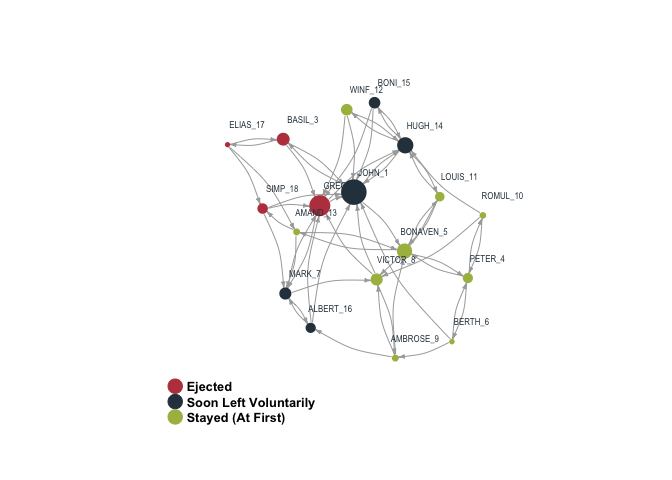 BONI_15
WINF_12
ELIAS_17
BASIL_3
HUGH_14
JOHN_1
LOUIS_11
SIMP_18
ROMUL_10
AMAND_13
BONAVEN_5
VICTOR_8
PETER_4
MARK_7
ALBERT_16
BERTH_6
AMBROSE_9
Ejected
Soon Left Voluntarily
Stayed (At First)